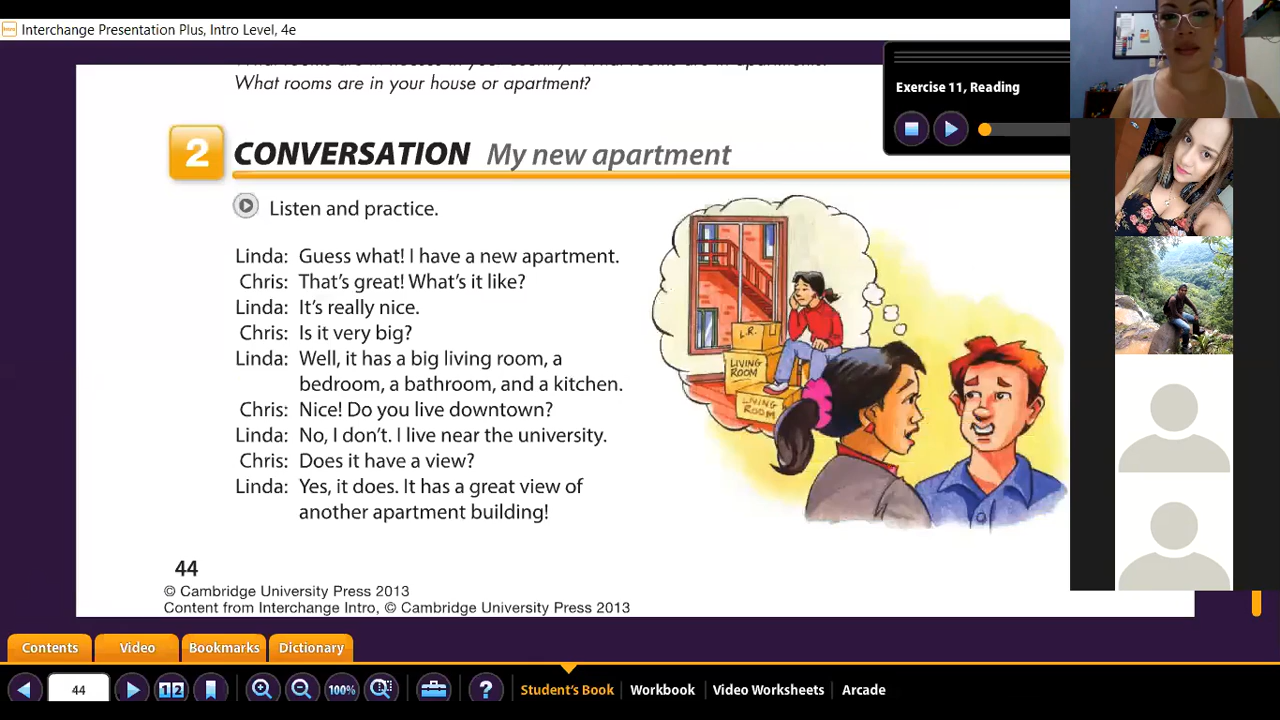 Interchange Presentation Plus, Intro Level, 4e
What rooms are in your house or apartment?
Exercise 11, Reading
2 CONVERSATION My new apartment
Listen and practice.
Linda: Guess what! I have a new apartment.
Chris: That's great! What's it like?
Linda: It's really nice.
Chris: Is it very big?
Linda: Well, it has a big living room, a
bedroom, a bathroom, and a kitchen.
Chris: Nice! Do you live downtown?
Linda: No, I don't. I live near the university.
Chris: Does it have a view?
Linda: Yes, it does. It has a great view of
another apartment building!
L.R.
LIVING
ROOM
LIVING
ROOM
44
© Cambridge University Press 2013
Content from Interchange Intro, © Cambridge University Press 2013
Contents Video Bookmarks Dictionary
44 1 2 100% ? Student's Book Workbook Video Worksheets Arcade